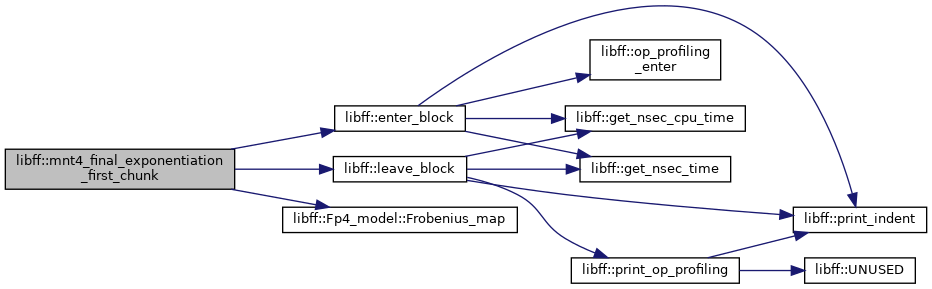 libff::mnt4_final_exponentiation
_first_chunk
libff::enter_block
libff::leave_block
libff::Fp4_model::Frobenius_map
libff::op_profiling
_enter
libff::get_nsec_cpu_time
libff::get_nsec_time
libff::print_op_profiling
libff::print_indent
libff::UNUSED